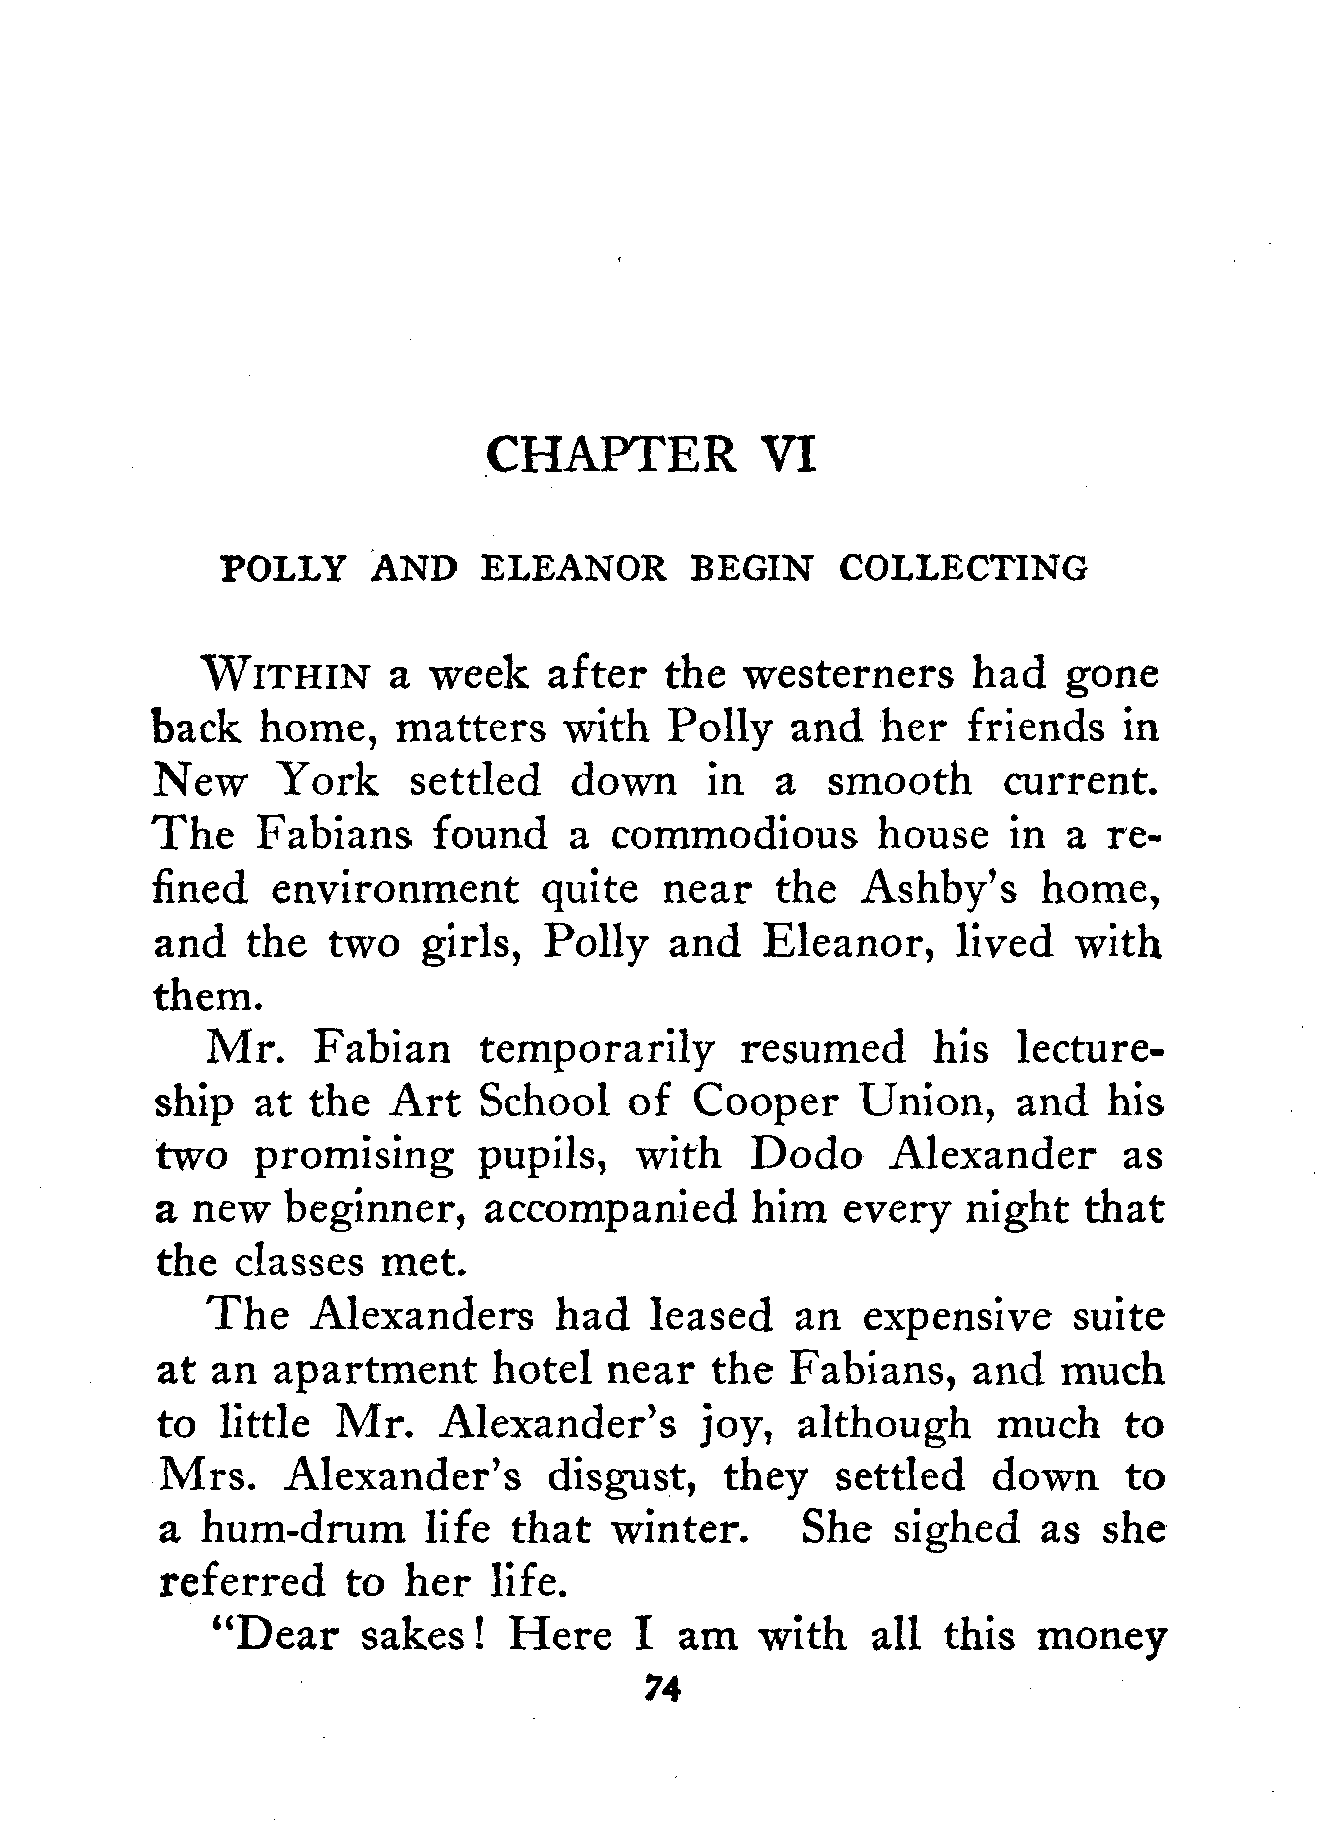 CHAPTER VI
POLLY AND ELEANOR BEGIN COLLECTING
WITHIN a week after the westerners had gone
back home, matters with Polly and her friends in
New York settled down in a smooth current.
The Fabians found a commodious house in a re-
fined environment quite near the Ashby's home,
and the two girls, Polly and Eleanor, lived with
them.
Mr. Fabian temporarily resumed his lecture-
ship at the Art School of Cooper Union, and his
two promising pupils, with Dodo Alexander as
a new beginner, accompanied him every night that
the classes met.
The Alexanders had leased an expensive suite
at an apartment hotel near the Fabians, and much
to little Mr. Alexander's joy, although much to
Mrs. Alexander's disgust, they settled down to
a hum-drum life that winter. She sighed as she
referred to her life.
"Dear sakes! Here I am with all this money
74